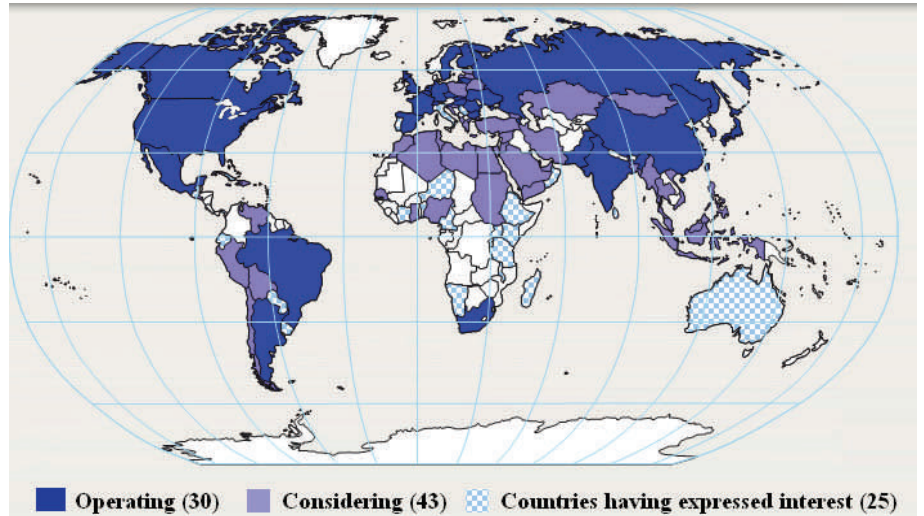 Operating (30) Considering (43) Countries having expressed interest (25)